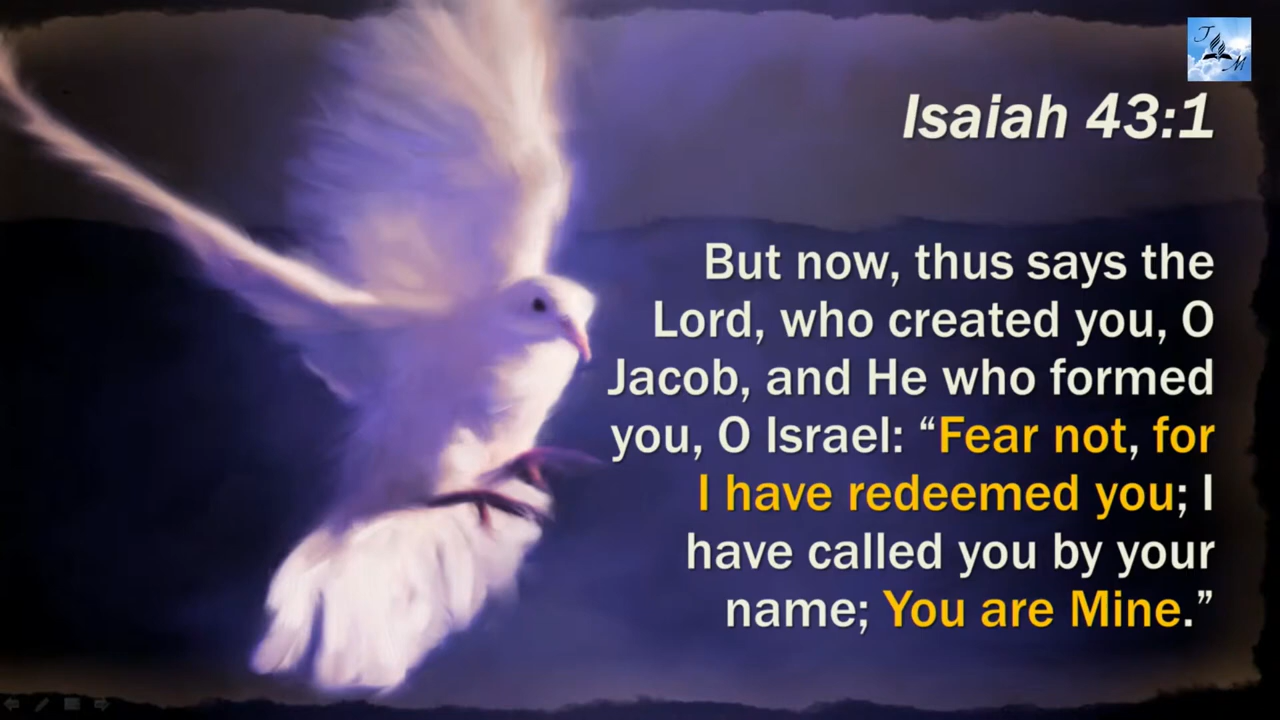 J
M
Isaiah 43:1
But now, thus says the
Lord, who created you, O
Jacob, and He who formed
you, O Israel: “Fear not, for
I have redeemed you; I
have called you by your
name; You are Mine.”